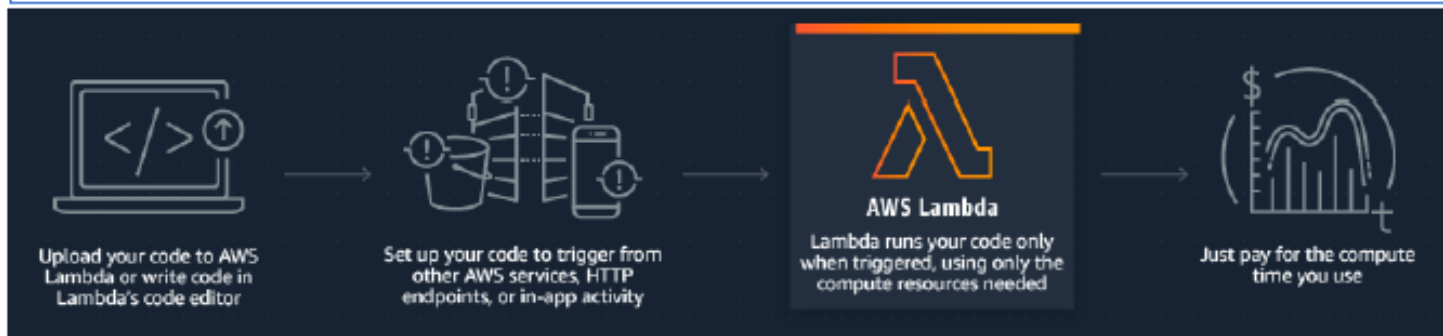 Upload your code to AWS
Lambda or write code in
Lambda's code editor
Set up your code to trigger from
other AWS services, HTTP
endpoints, or in-app activity
AWS Lambda
Lambda runs your code only
when triggered, using only the
compute resources needed
$
t
Just pay for the compute
time you use